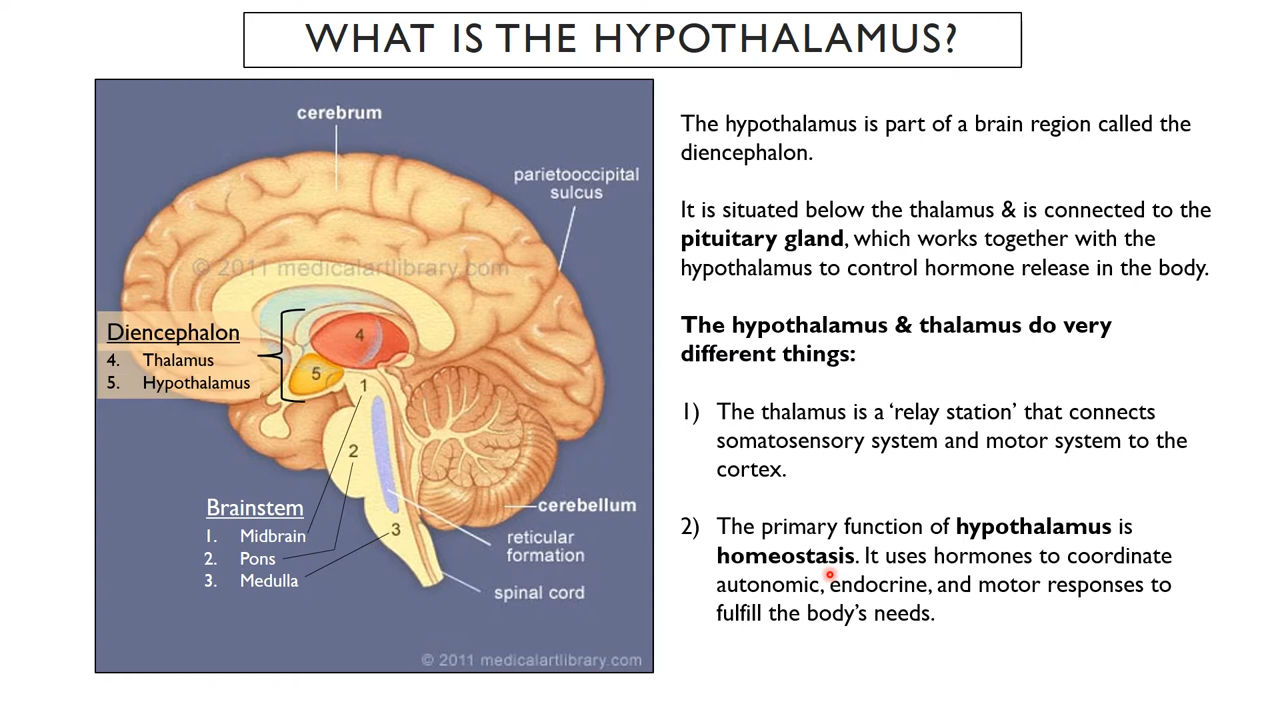 WHAT IS THE HYPOTHALAMUS?
cerebrum
parietooccipital
sulcus
© 2011 medicalartlibrary.com
Diencephalon
4. Thalamus
5. Hypothalamus
4
5
1
2
3
Brainstem
1. Midbrain
2. Pons
3. Medulla
cerebellum
reticular
formation
spinal cord
© 2011 medicalartlibrary.com
The hypothalamus is part of a brain region called the
diencephalon.
It is situated below the thalamus & is connected to the
pituitary gland, which works together with the
hypothalamus to control hormone release in the body.
The hypothalamus & thalamus do very
different things:
1) The thalamus is a ‘relay station’ that connects
somatosensory system and motor system to the
cortex.
2) The primary function of hypothalamus is
homeostasis. It uses hormones to coordinate
autonomic, endocrine, and motor responses to
fulfill the body’s needs.